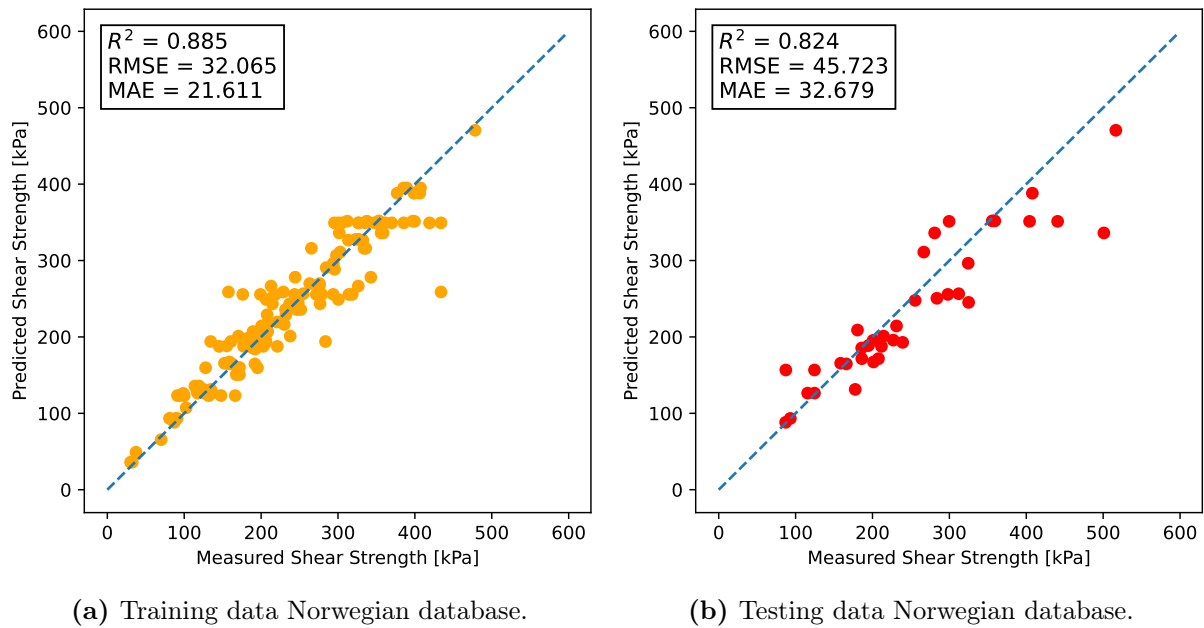 R² = 0.885
RMSE = 32.065
MAE = 21.611
Predicted Shear Strength [kPa]
600
500
400
300
200
100
0
0 100 200 300 400 500 600
Measured Shear Strength [kPa]
(a) Training data Norwegian database.
R² = 0.824
RMSE = 45.723
MAE = 32.679
Predicted Shear Strength [kPa]
600
500
400
300
200
100
0
0 100 200 300 400 500 600
Measured Shear Strength [kPa]
(b) Testing data Norwegian database.